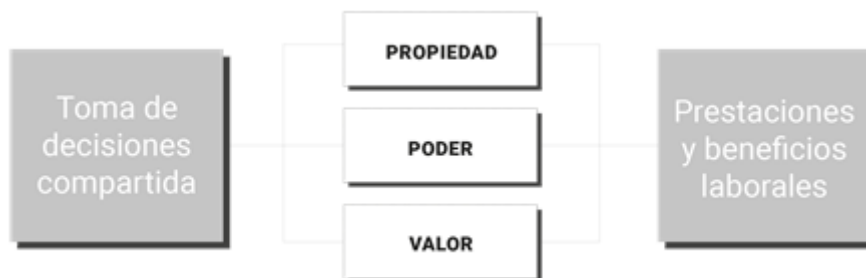 Toma de
decisiones
compartida
PROPIEDAD
PODER
VALOR
Prestaciones
y beneficios
laborales